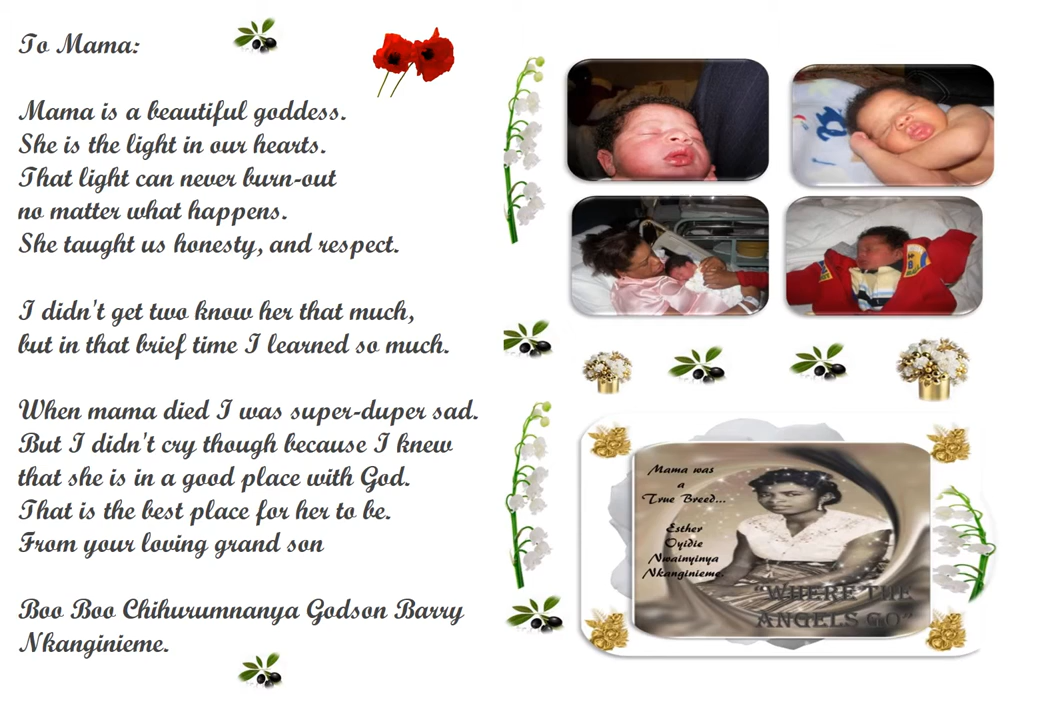 To Mama:
Mama is a beautiful goddess.
She is the light in our hearts.
That light can never burn-out
no matter what happens.
She taught us honesty, and respect.
I didn't get two know her that much,
but in that brief time I learned so much.
When mama died I was super-duper sad.
But I didn't cry though because I knew
that she is in a good place with God.
That is the best place for her to be.
From your loving grand son
Boo Boo Chihurumnanya Godson Barry
Nkanginieme.
Mama was
a
True Breed...
Esther
Oyidie
Nwainyinya
Nkanginieme.
"WHERE THE
ANGELS GO"